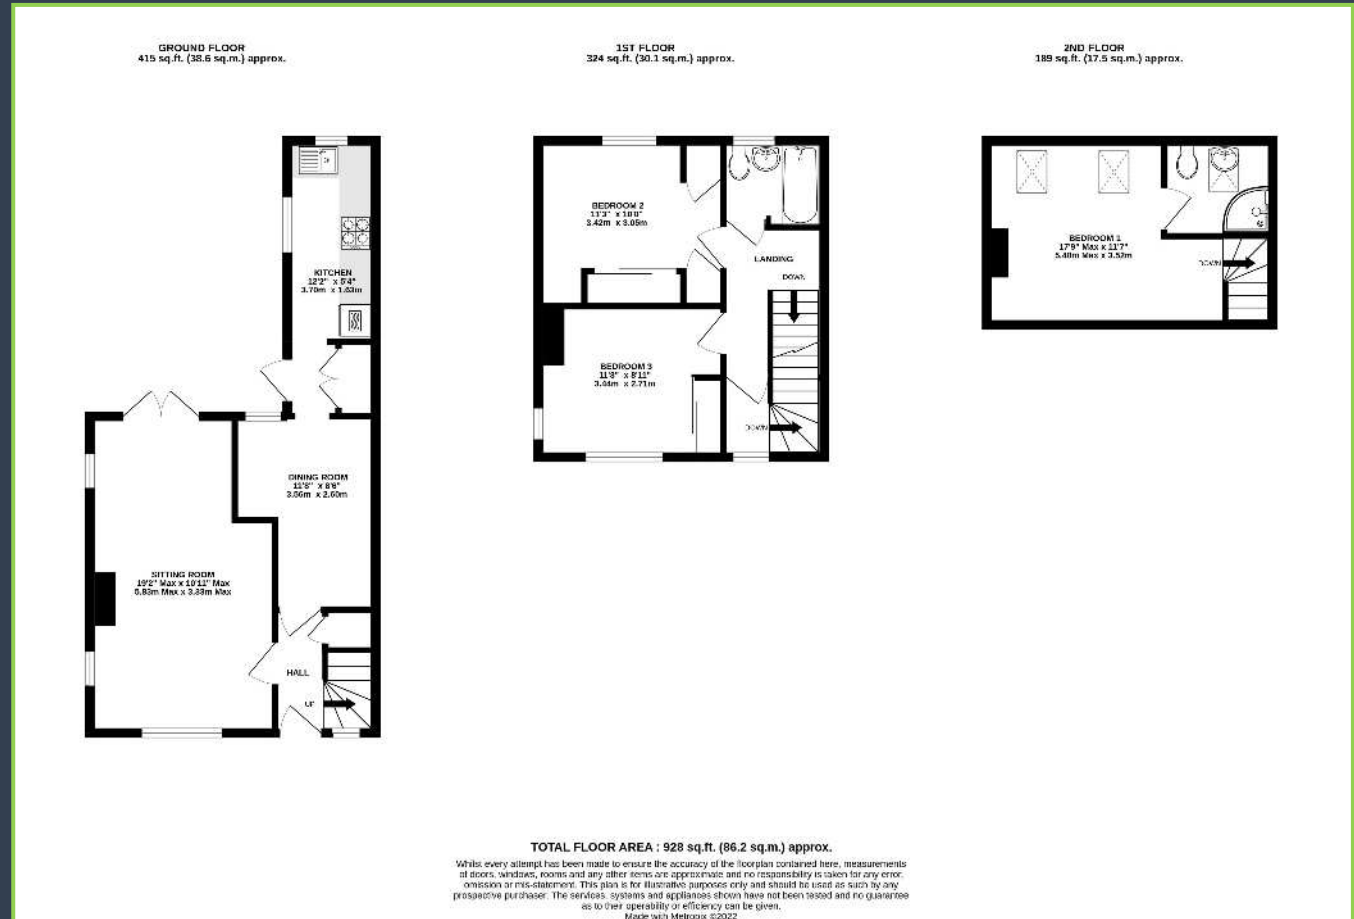 GROUND FLOOR
415 sq.ft. (38.6 sq.m.) approx.
1ST FLOOR
324 sq.ft. (30.1 sq.m.) approx.
2ND FLOOR
189 sq.ft. (17.5 sq.m.) approx.
KITCHEN
12'2" x 5'4"
3.70m x 1.63m
DINING ROOM
11'8" x 8'6"
3.56m x 2.60m
SITTING ROOM
19'2" Max x 10'11" Max
5.83m Max x 3.33m Max
HALL
UP
BEDROOM 2
11'3" x 10'0"
3.42m x 3.05m
LANDING
DOWN
BEDROOM 3
11'3" x 8'11"
3.44m x 2.71m
DOWN
BEDROOM 1
17'9" Max x 11'7"
5.40m Max x 3.52m
DOWN
TOTAL FLOOR AREA : 928 sq.ft. (86.2 sq.m.) approx.
Whilst every attempt has been made to ensure the accuracy of the floorplan contained here, measurements
of doors, windows, rooms and any other items are approximate and no responsibility is taken for any error,
omission or mis-statement. This plan is for illustrative purposes only and should be used as such by any
prospective purchaser. The services, systems and appliances shown have not been tested and no guarantee
as to their operability or efficiency can be given.
Made with Metropix ©2022